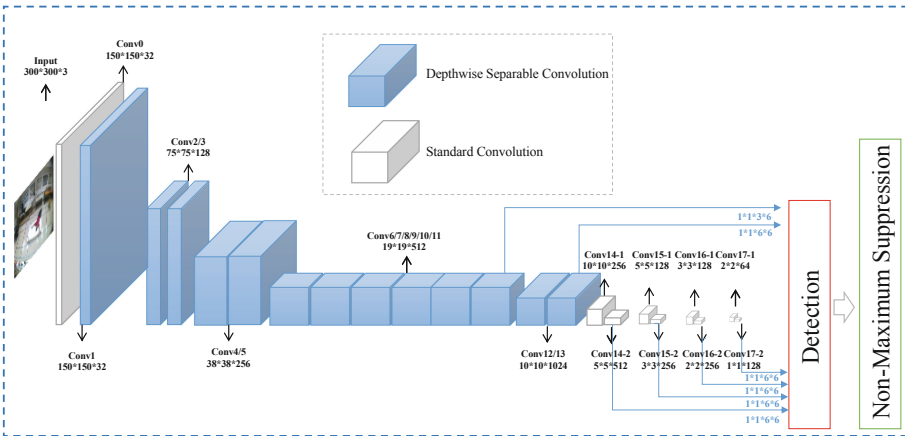 Input
300*300*3
Conv0
150*150*32
Conv1
150*150*32
Conv2/3
75*75*128
Conv4/5
38*38*256
Conv6/7/8/9/10/11
19*19*512
Conv12/13
10*10*1024
Depthwise Separable Convolution
Standard Convolution
Conv14-1
10*10*256
Conv15-1
5*5*128
Conv16-1
3*3*128
Conv17-1
2*2*64
Conv14-2
5*5*512
Conv15-2
3*3*256
Conv16-2
2*2*256
Conv17-2
1*1*128
1*1*3*6
1*1*6*6
1*1*6*6
1*1*6*6
1*1*6*6
1*1*6*6
Detection
Non-Maximum Suppression